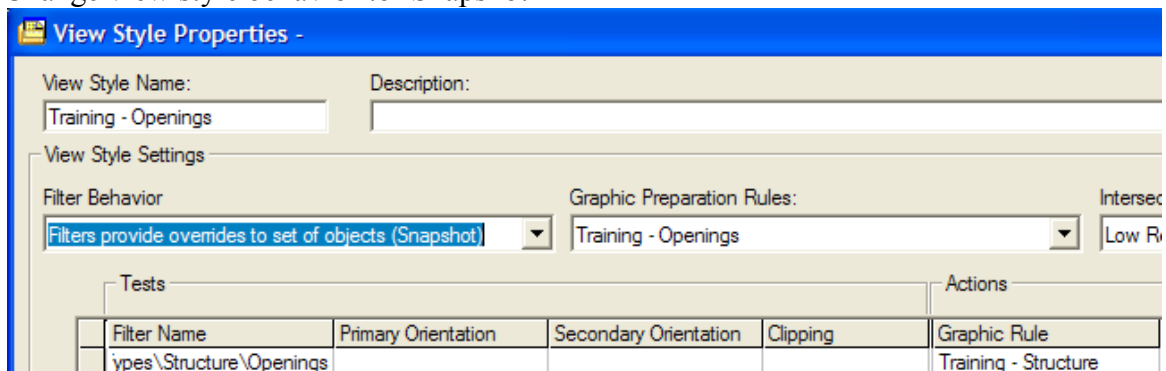 View Style Properties -
View Style Name: Description:
Training - Openings
View Style Settings
Filter Behavior Graphic Preparation Rules:
Filters provide overrides to set of objects (Snapshot) Training - Openings Low
Tests Actions
Filter Name Primary Orientation Secondary Orientation Clipping Graphic Rule
ypes\Structure\Openings Training - Structure